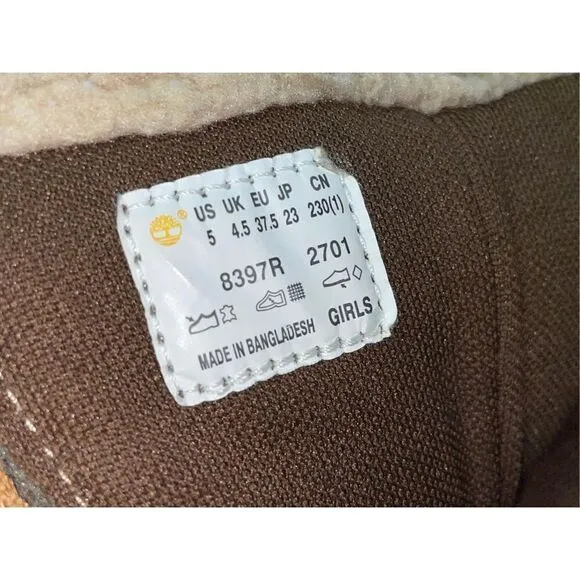 ® US UK EU JP CN
5 4.5 37.5 23 230(1)
8397R 2701
MADE IN BANGLADESH GIRLS